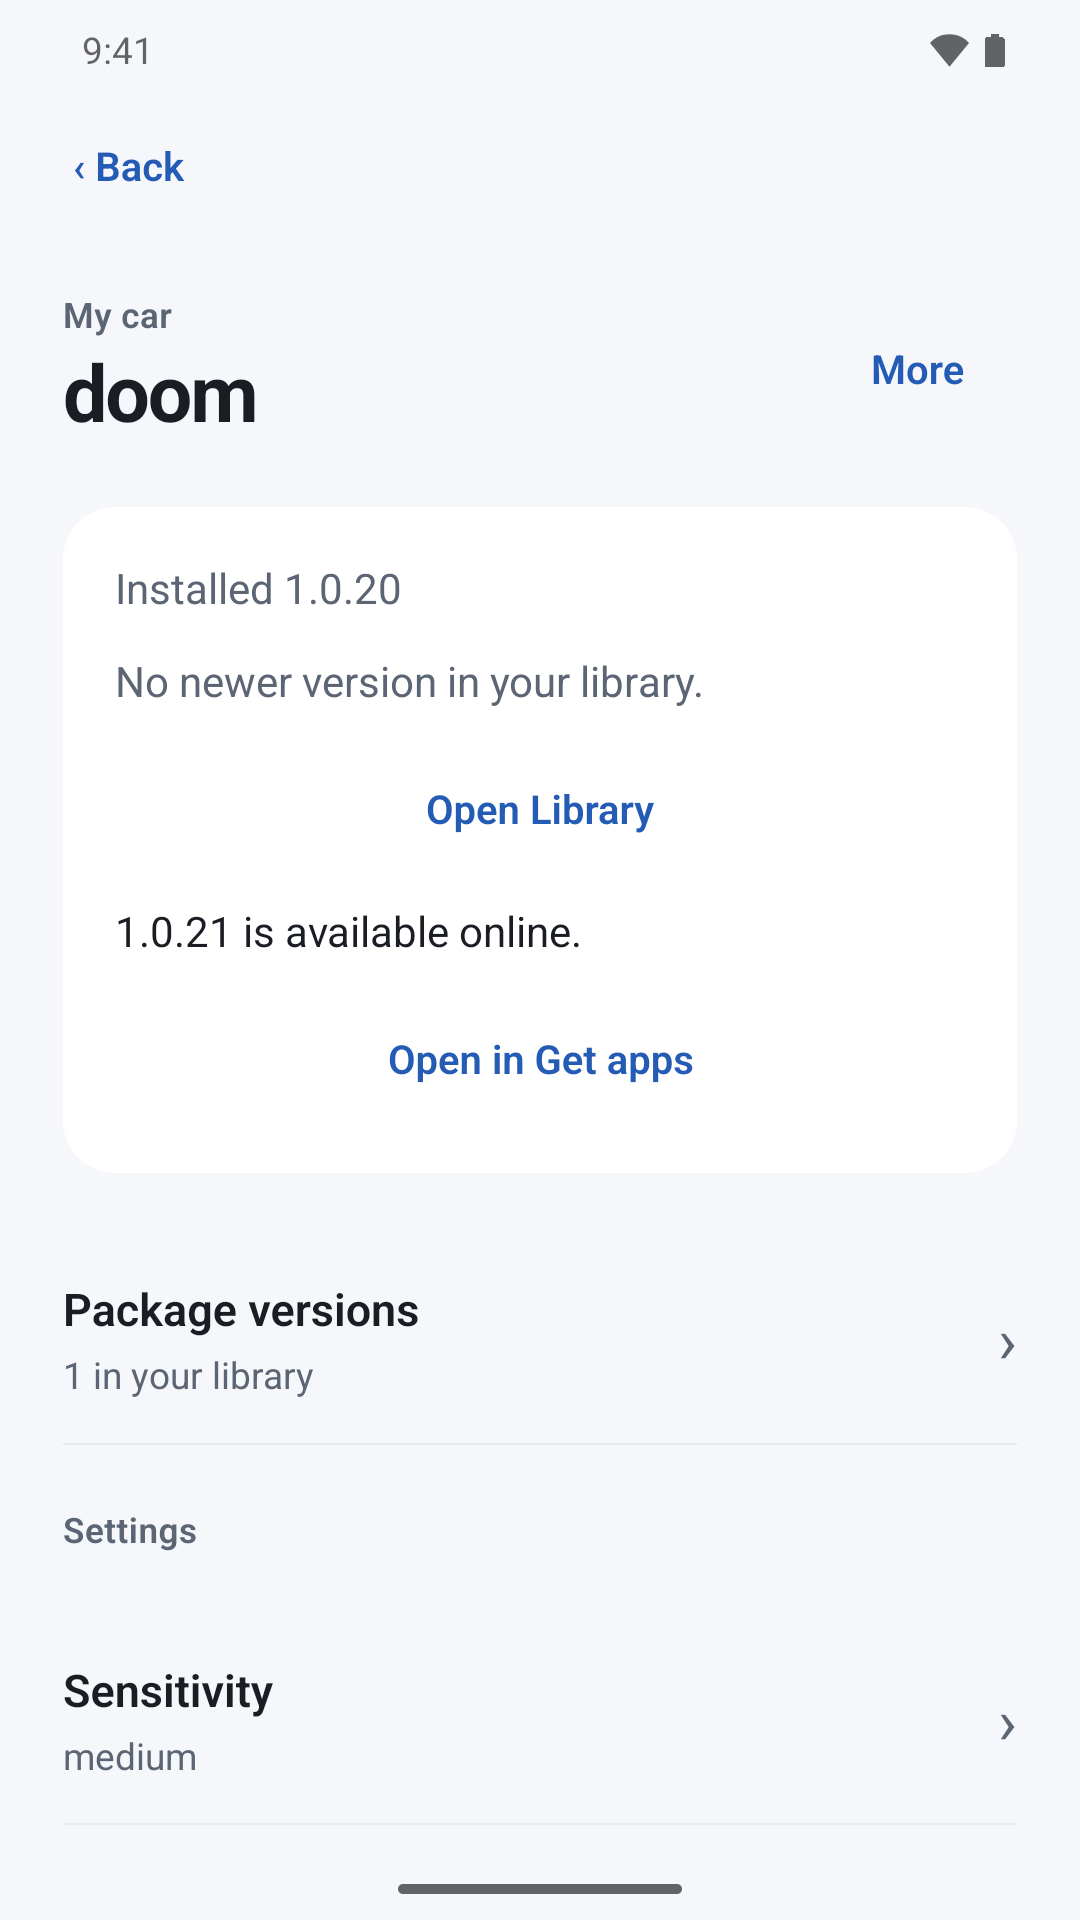 9:41
‹ Back
My car
doom
More
Installed 1.0.20
No newer version in your library.
Open Library
1.0.21 is available online.
Open in Get apps
Package versions
1 in your library
›
Settings
Sensitivity
medium
›